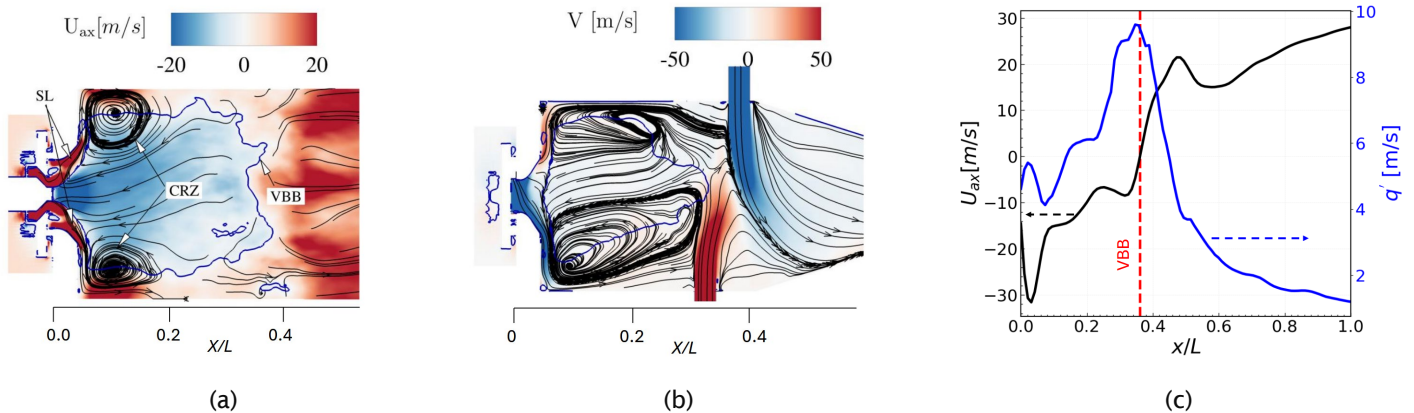 U_ax [m/s]
-20 0 20
SL
CRZ
VBB
0.0 0.2 0.4
X/L
(a)
V [m/s]
-50 0 50
0 0.2 0.4
X/L
(b)
30
20
10
0
−10
−20
−30
U_ax [m/s]
VBB
10
8
6
4
2
q′ [m/s]
0.0 0.2 0.4 0.6 0.8 1.0
x/L
(c)